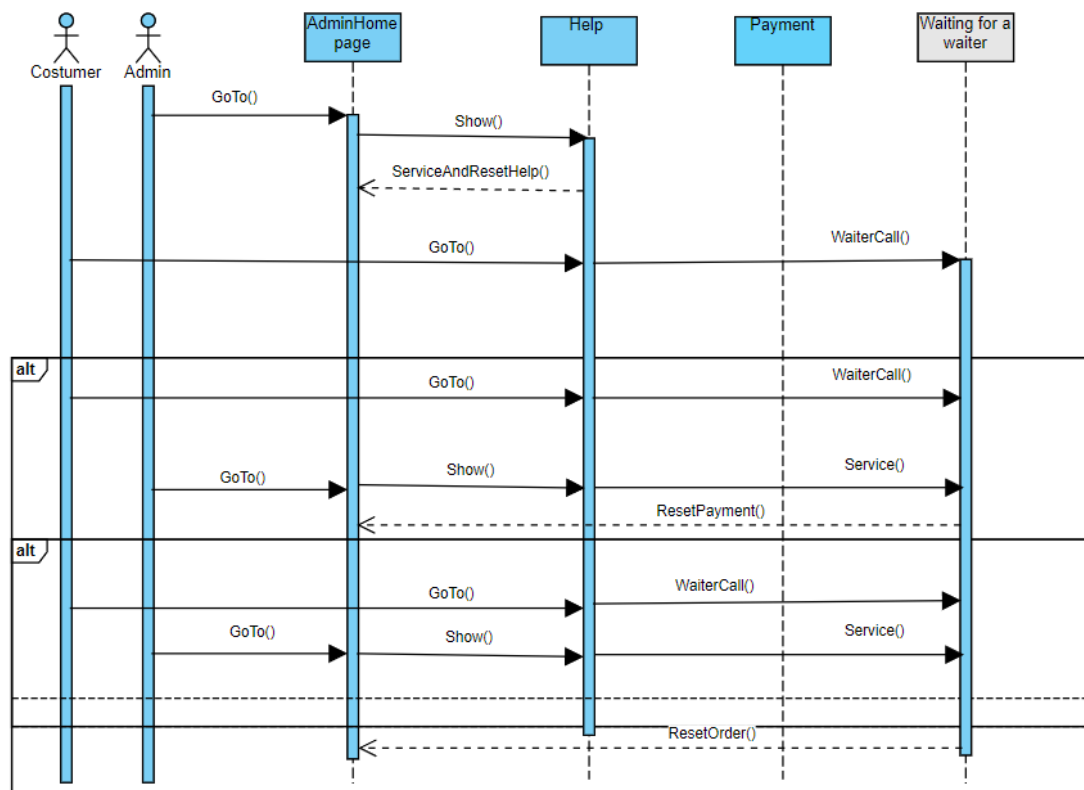 AdminHome
page
Help
Payment
Waiting for a
waiter
Costumer
Admin
GoTo()
Show()
ServiceAndResetHelp()
GoTo()
WaiterCall()
alt
GoTo()
WaiterCall()
GoTo()
Show()
Service()
ResetPayment()
alt
GoTo()
WaiterCall()
GoTo()
Show()
Service()
ResetOrder()